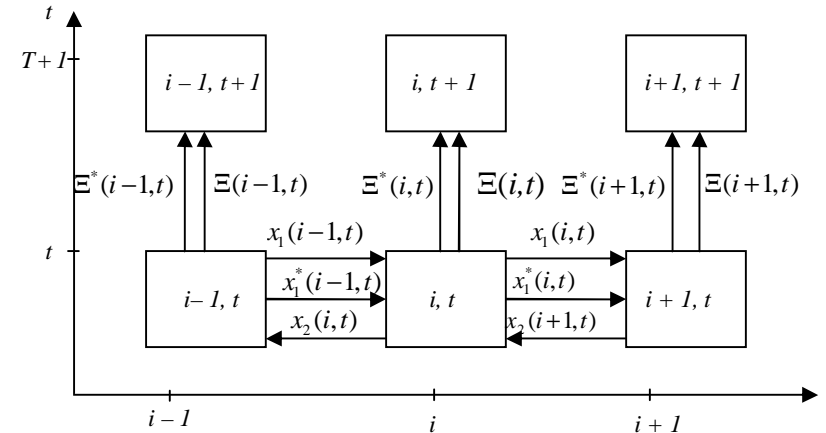 t
T+1
i – 1, t+1
i, t + 1
i+1, t + 1
Ξ*(i−1,t)
Ξ(i−1,t)
Ξ*(i,t)
Ξ(i,t)
Ξ*(i+1,t)
Ξ(i+1,t)
x₁(i−1,t)
x₁(i,t)
t
i– 1, t
x₁*(i−1,t)
i, t
x₁*(i,t)
i + 1, t
x₂(i,t)
x₂(i+1,t)
i – 1
i
i + 1